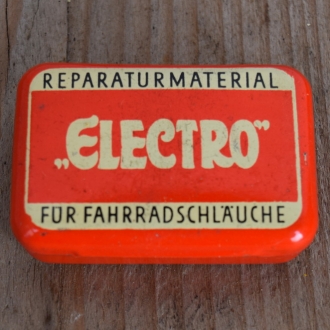 REPARATURMATERIAL
„ELECTRO”
FÜR FAHRRADSCHLÄUCHE